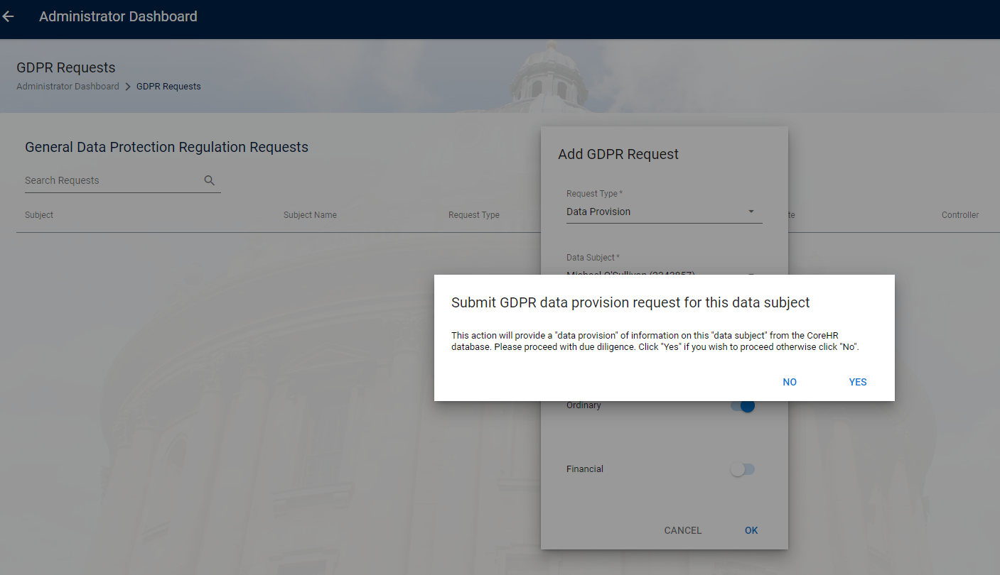 Administrator Dashboard
GDPR Requests
Administrator Dashboard > GDPR Requests
General Data Protection Regulation Requests
Search Requests
Subject Subject Name Request Type Controller
Add GDPR Request
Request Type *
Data Provision
Data Subject *
Michael O'Sullivan (2243857)
Submit GDPR data provision request for this data subject
This action will provide a "data provision" of information on this "data subject" from the CoreHR
database. Please proceed with due diligence. Click "Yes" if you wish to proceed otherwise click "No".
NO YES
Ordinary
Financial
CANCEL OK